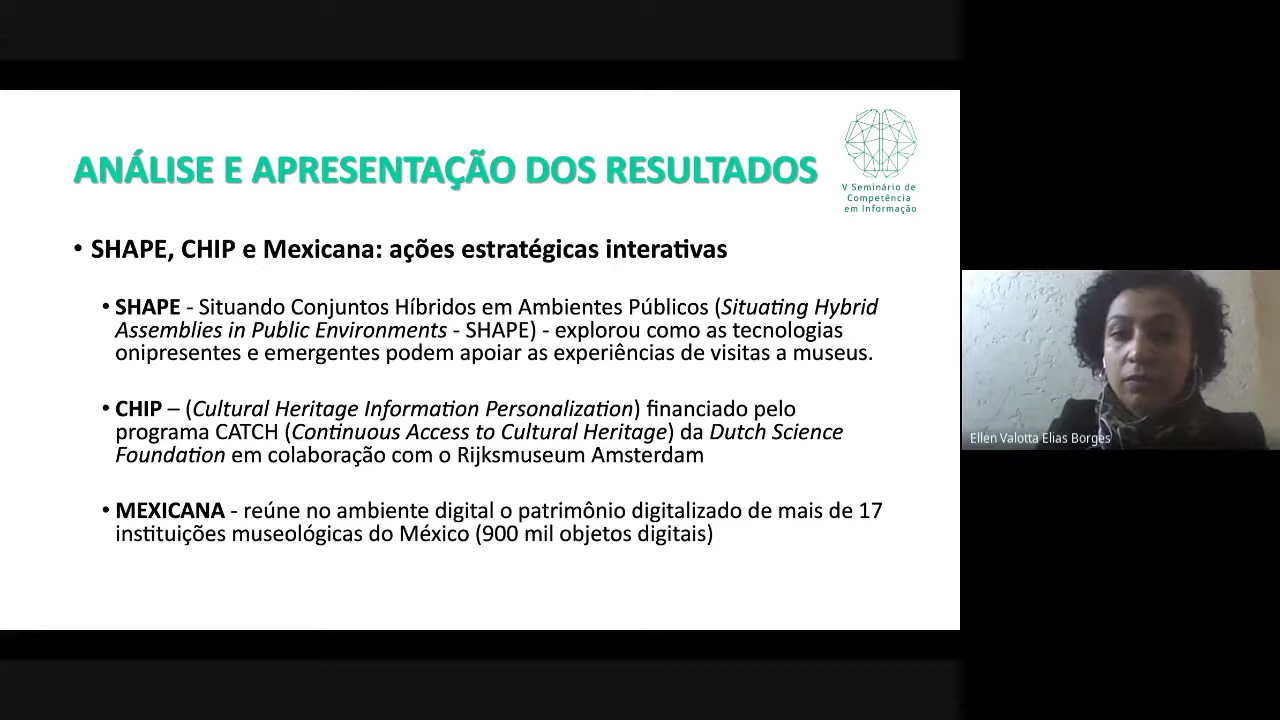 ANÁLISE E APRESENTAÇÃO DOS RESULTADOS
V Seminário de
Competência
em Informação
• SHAPE, CHIP e Mexicana: ações estratégicas interativas
• SHAPE - Situando Conjuntos Híbridos em Ambientes Públicos (Situating Hybrid
Assemblies in Public Environments - SHAPE) - explorou como as tecnologias
onipresentes e emergentes podem apoiar as experiências de visitas a museus.
• CHIP – (Cultural Heritage Information Personalization) financiado pelo
programa CATCH (Continuous Access to Cultural Heritage) da Dutch Science
Foundation em colaboração com o Rijksmuseum Amsterdam
• MEXICANA - reúne no ambiente digital o patrimônio digitalizado de mais de 17
instituições museológicas do México (900 mil objetos digitais)
Ellen Valotta Elias Borges